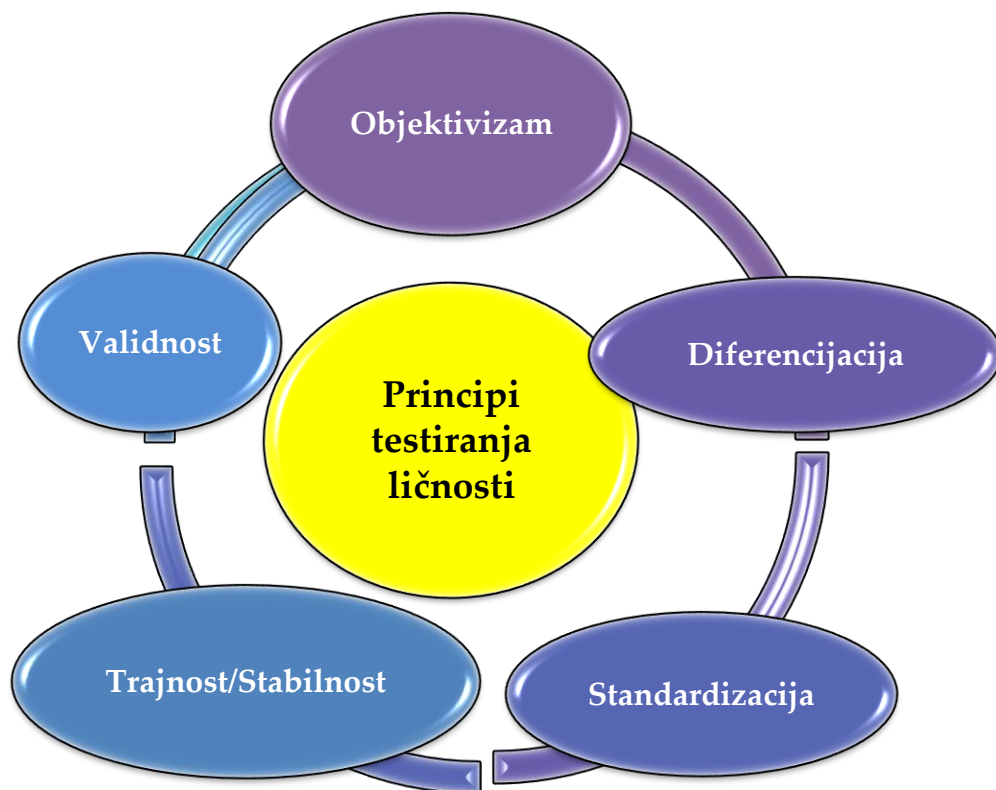 Objektivizam
Validnost
Diferencijacija
Principi
testiranja
ličnosti
Trajnost/Stabilnost
Standardizacija